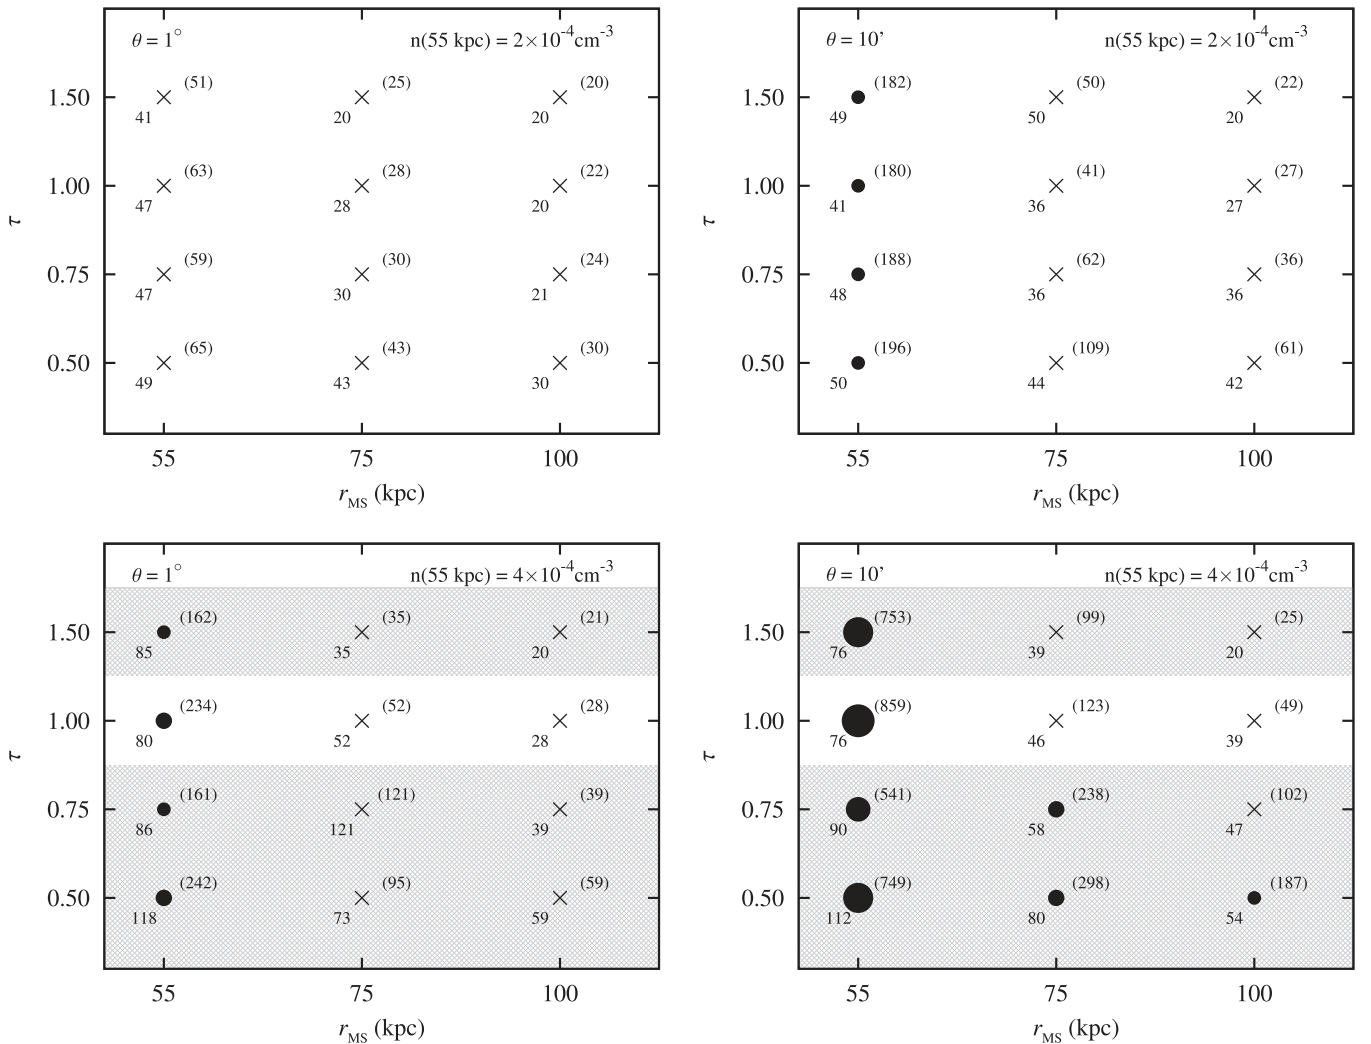 θ = 1° n(55 kpc) = 2×10⁻⁴cm⁻³
(51) (25) (20)
1.50
41 20 20
(63) (28) (22)
1.00
47 28 20
τ
(59) (30) (24)
0.75
47 30 21
(65) (43) (30)
0.50
49 43 30
55 75 100
r_MS (kpc)
θ = 10' n(55 kpc) = 2×10⁻⁴cm⁻³
(182) (50) (22)
1.50
49 50 20
(180) (41) (27)
1.00
41 36 27
τ
(188) (62) (36)
0.75
48 36 36
(196) (109) (61)
0.50
50 44 42
55 75 100
r_MS (kpc)
θ = 1° n(55 kpc) = 4×10⁻⁴cm⁻³
(162) (35) (21)
1.50
85 35 20
(234) (52) (28)
1.00
80 52 28
τ
(161) (121) (39)
0.75
86 121 39
(242) (95) (59)
0.50
118 73 59
55 75 100
r_MS (kpc)
θ = 10' n(55 kpc) = 4×10⁻⁴cm⁻³
(753) (99) (25)
1.50
76 39 20
(859) (123) (49)
1.00
76 46 39
τ
(541) (238) (102)
0.75
90 58 47
(749) (298) (187)
0.50
112 80 54
55 75 100
r_MS (kpc)